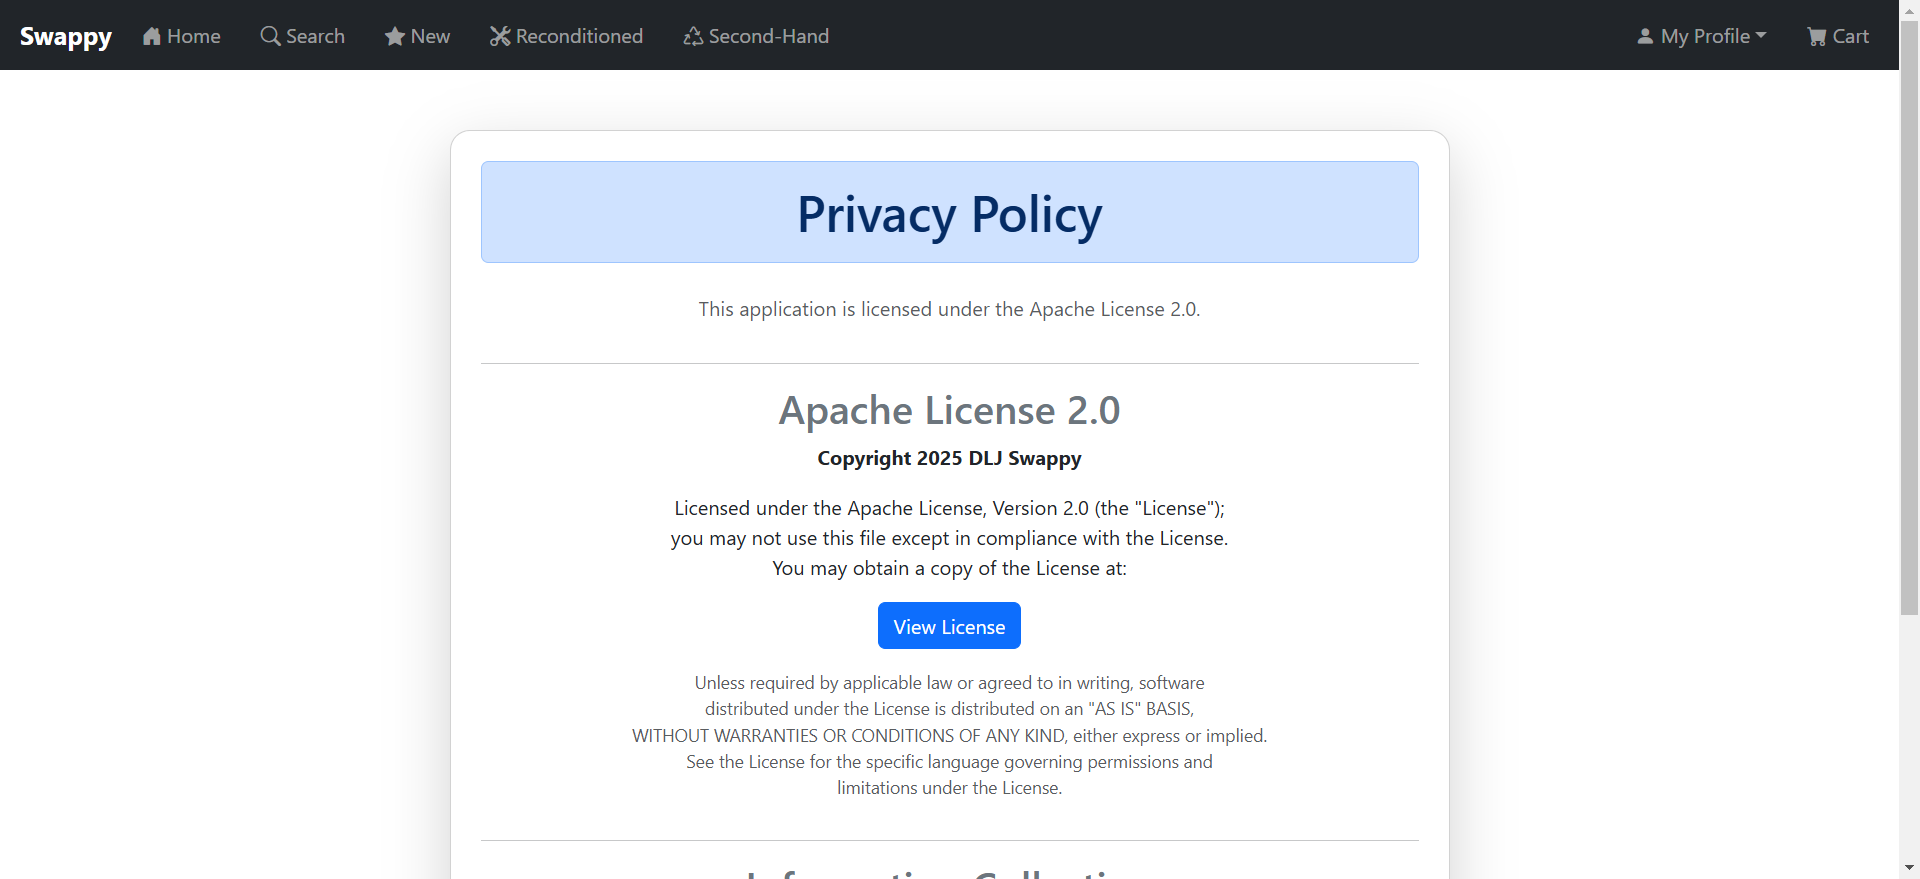 Swappy Home Search New Reconditioned Second-Hand My Profile Cart
Privacy Policy
This application is licensed under the Apache License 2.0.
Apache License 2.0
Copyright 2025 DLJ Swappy
Licensed under the Apache License, Version 2.0 (the "License");
you may not use this file except in compliance with the License.
You may obtain a copy of the License at:
View License
Unless required by applicable law or agreed to in writing, software
distributed under the License is distributed on an "AS IS" BASIS,
WITHOUT WARRANTIES OR CONDITIONS OF ANY KIND, either express or implied.
See the License for the specific language governing permissions and
limitations under the License.